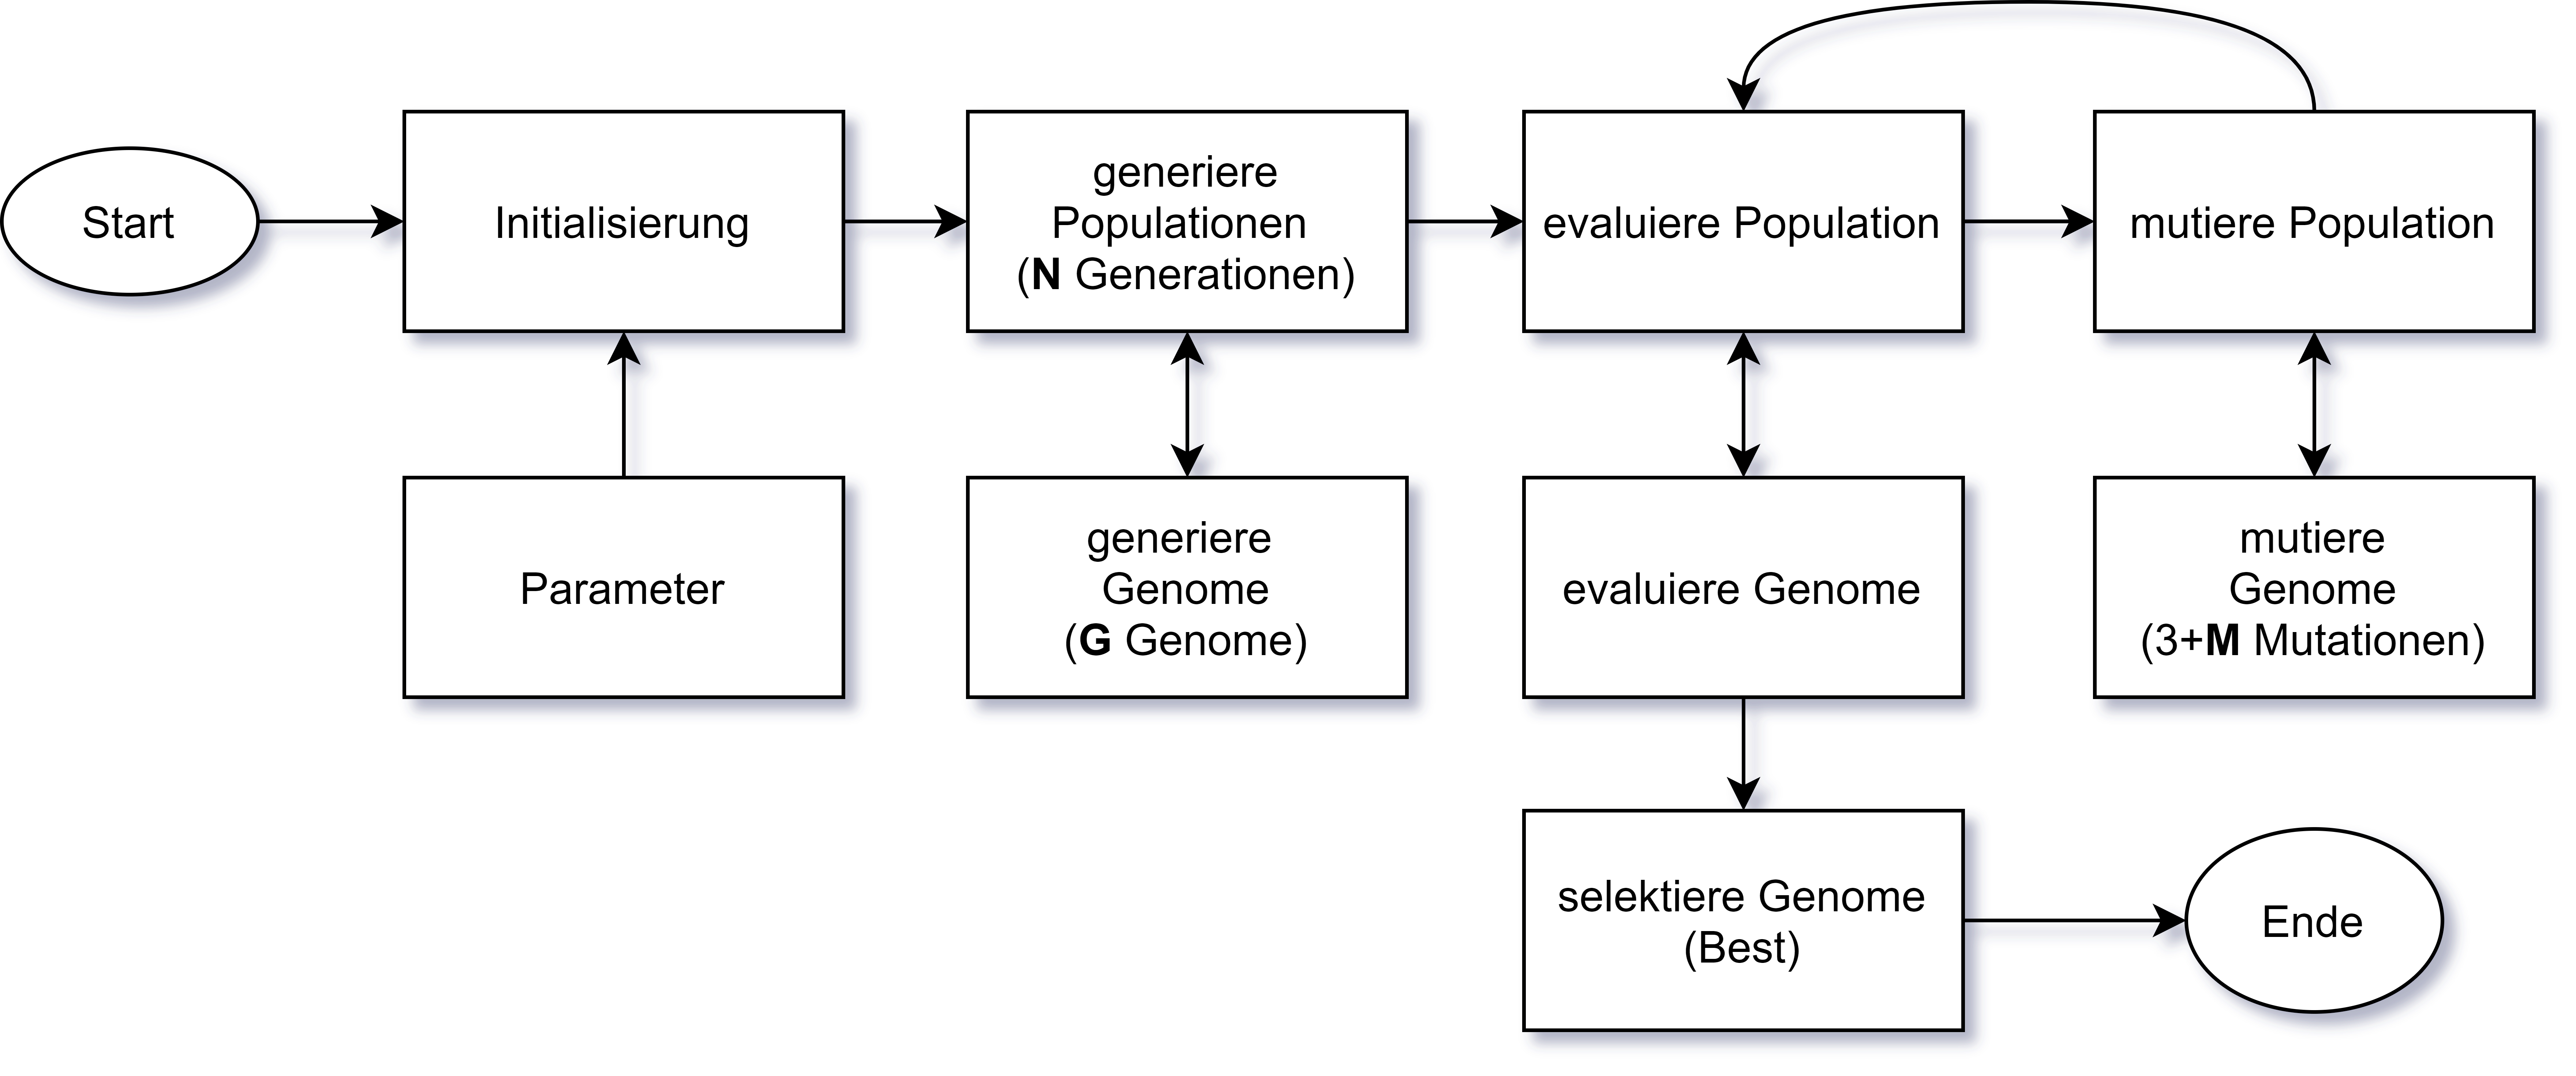 Start
Initialisierung
generiere
Populationen
(N Generationen)
evaluiere Population
mutiere Population
Parameter
generiere
Genome
(G Genome)
evaluiere Genome
mutiere
Genome
(3+M Mutationen)
selektiere Genome
(Best)
Ende